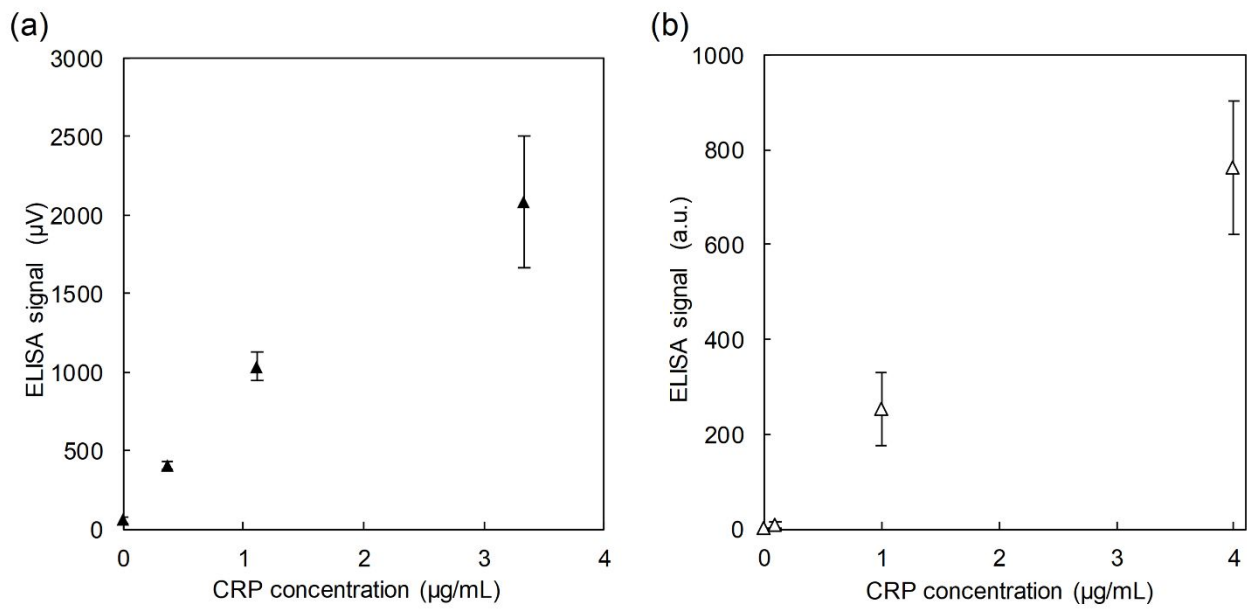 (a)
3000
2500
2000
1500
1000
500
0
ELISA signal (µV)
0 1 2 3 4
CRP concentration (µg/mL)
(b)
1000
800
600
400
200
0
ELISA signal (a.u.)
0 1 2 3 4
CRP concentration (µg/mL)